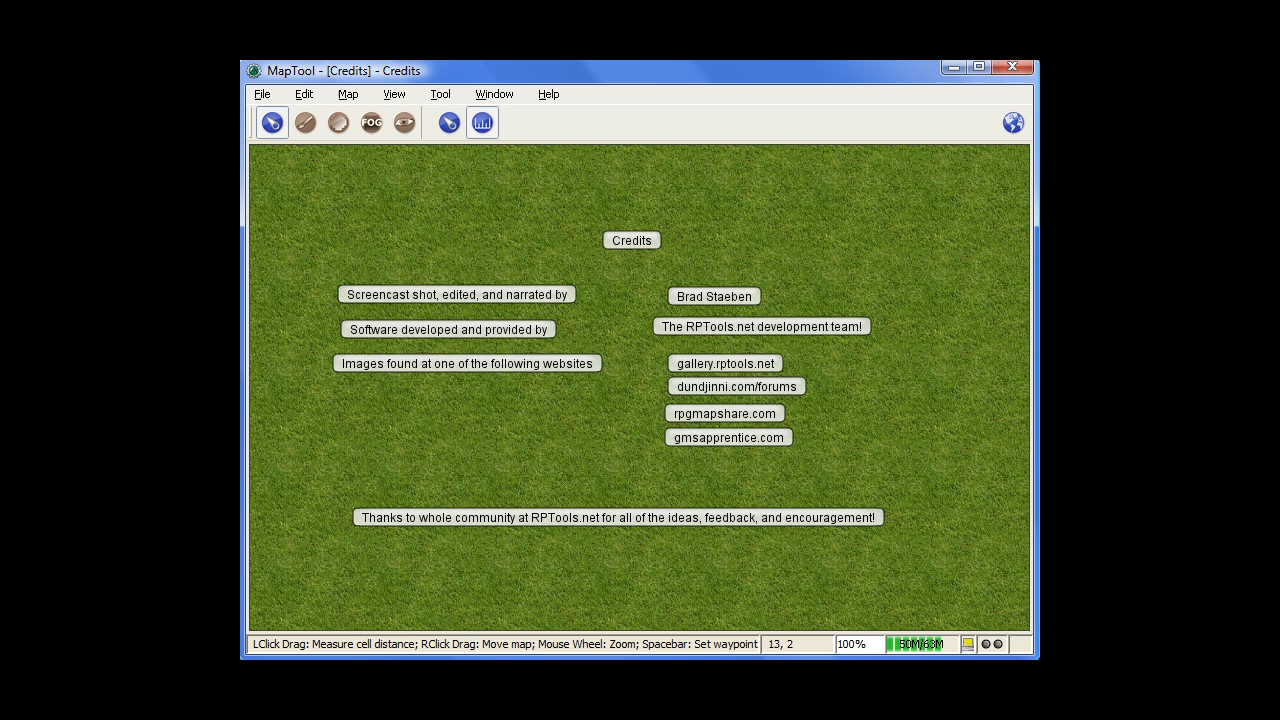 MapTool - [Credits] - Credits
File Edit Map View Tool Window Help
FOG
Credits
Screencast shot, edited, and narrated by
Brad Staeben
Software developed and provided by
The RPTools.net development team!
Images found at one of the following websites
gallery.rptools.net
dundjinni.com/forums
rpgmapshare.com
gmsapprentice.com
Thanks to whole community at RPTools.net for all of the ideas, feedback, and encouragement!
LClick Drag: Measure cell distance; RClick Drag: Move map; Mouse Wheel: Zoom; Spacebar: Set waypoint 13, 2 100% 50M/63M